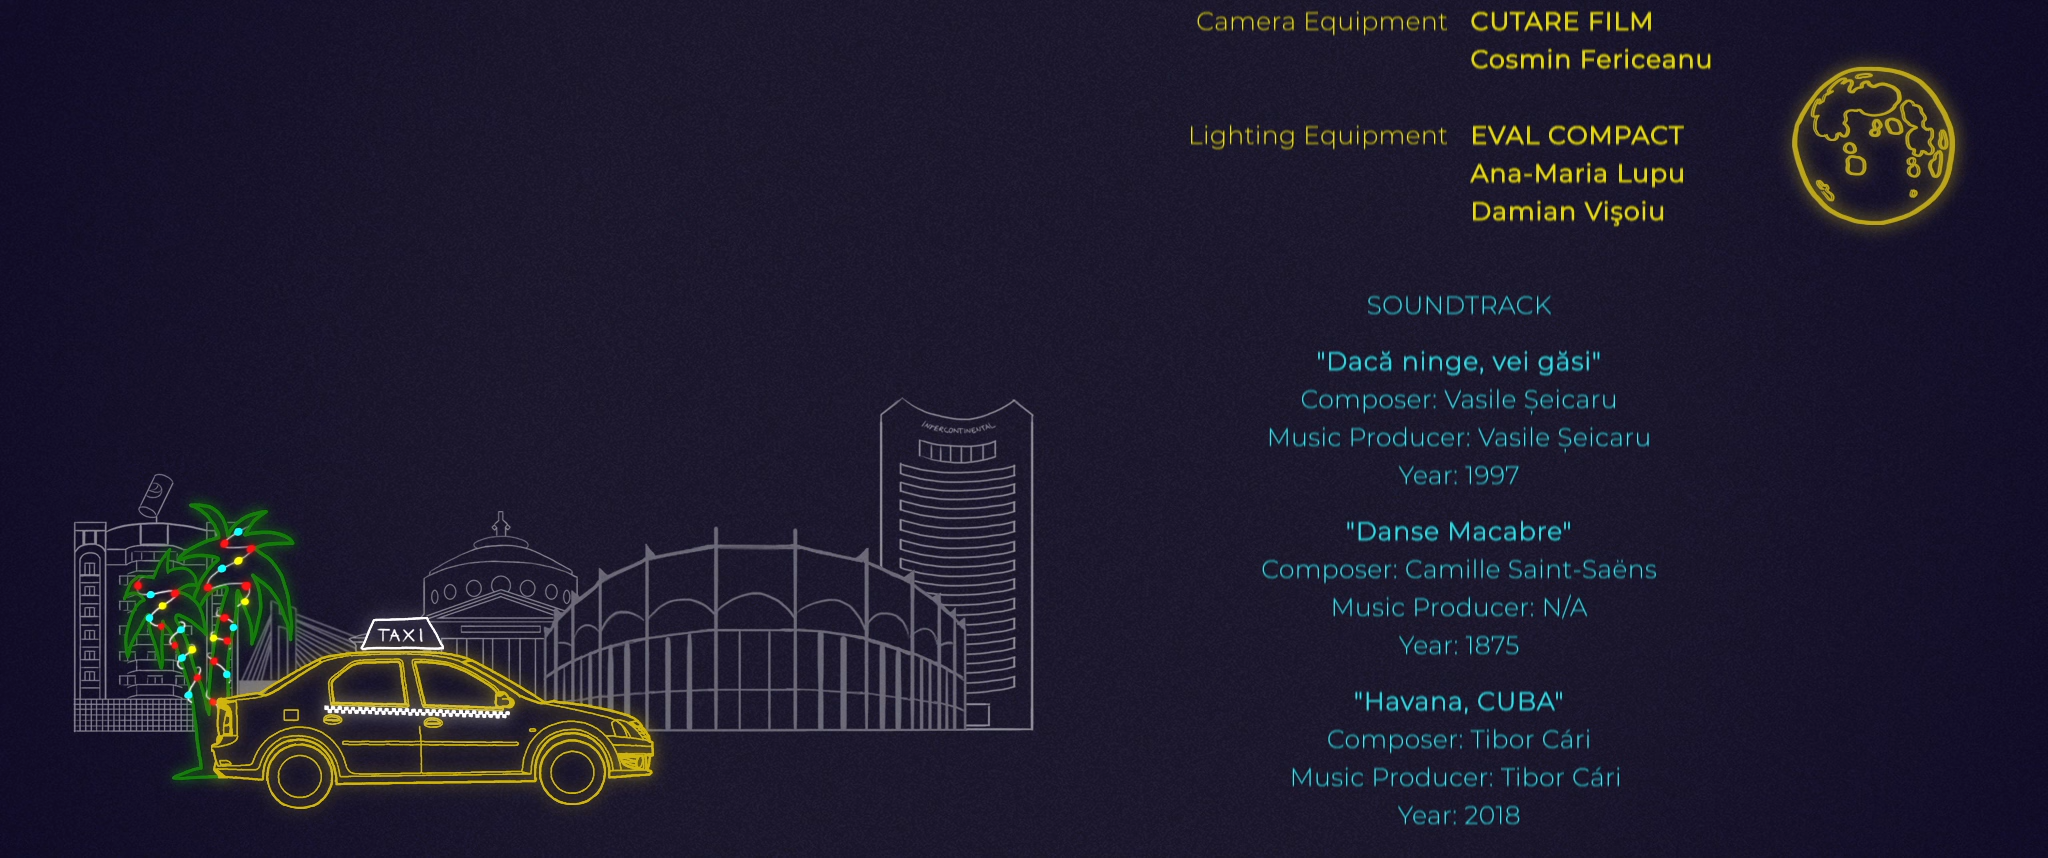 Camera Equipment CUTARE FILM
Cosmin Fericeanu
Lighting Equipment EVAL COMPACT
Ana-Maria Lupu
Damian Vişoiu
SOUNDTRACK
"Dacă ninge, vei găsi"
Composer: Vasile Șeicaru
Music Producer: Vasile Șeicaru
Year: 1997
"Danse Macabre"
Composer: Camille Saint-Saëns
Music Producer: N/A
Year: 1875
"Havana, CUBA"
Composer: Tibor Cári
Music Producer: Tibor Cári
Year: 2018
INTERCONTINENTAL
TAXI